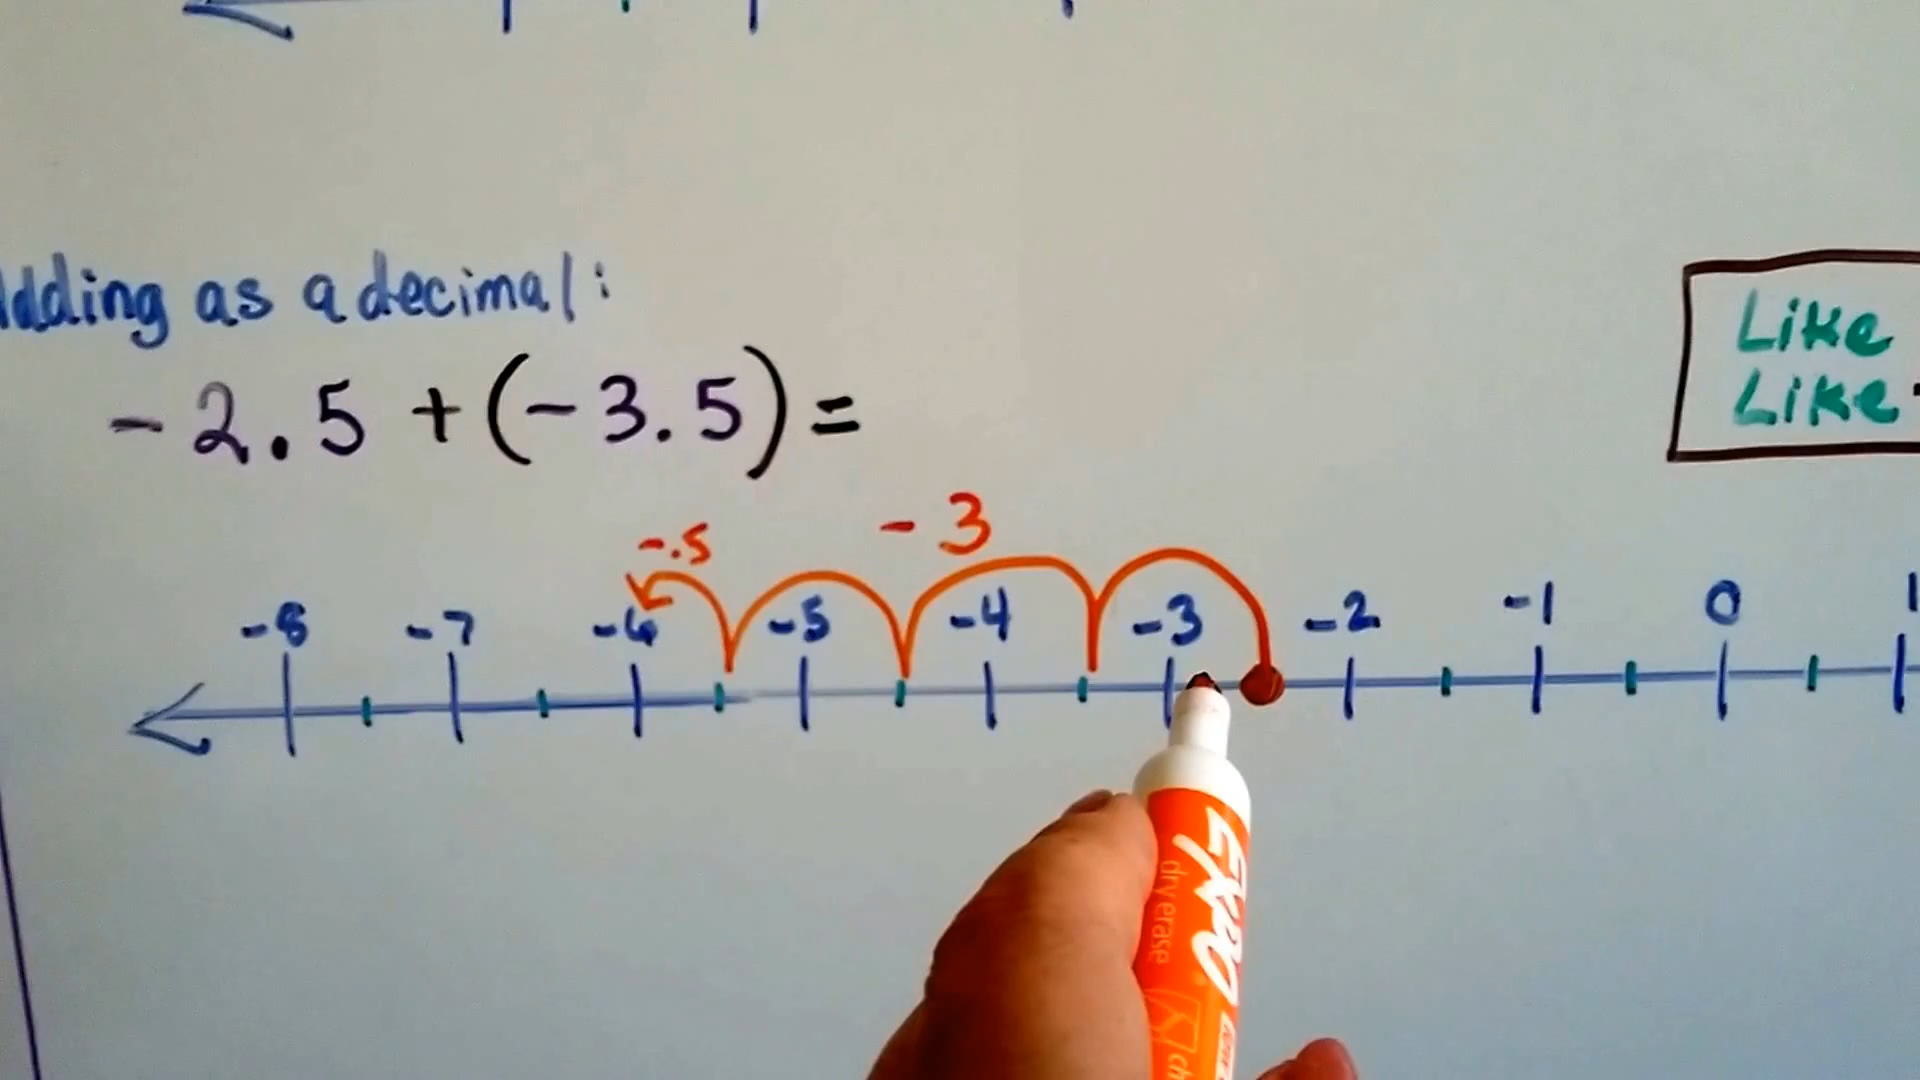 Adding as a decimal:
-2.5 + (-3.5) =
Like
Like
-.5 -3
-8 -7 -6 -5 -4 -3 -2 -1 0 1
EXPO
dry erase